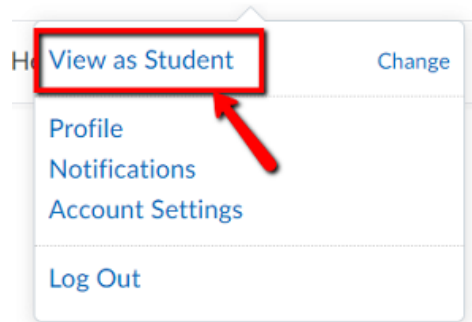 View as Student Change
Profile
Notifications
Account Settings
Log Out